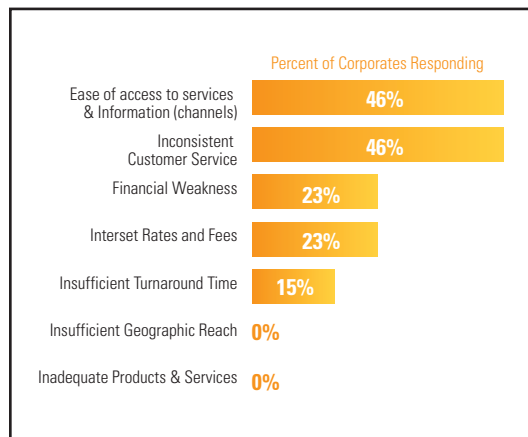 Percent of Corporates Responding
Ease of access to services
& Information (channels)
46%
Inconsistent
Customer Service
46%
Financial Weakness
23%
Interset Rates and Fees
23%
Insufficient Turnaround Time
15%
Insufficient Geographic Reach
0%
Inadequate Products & Services
0%